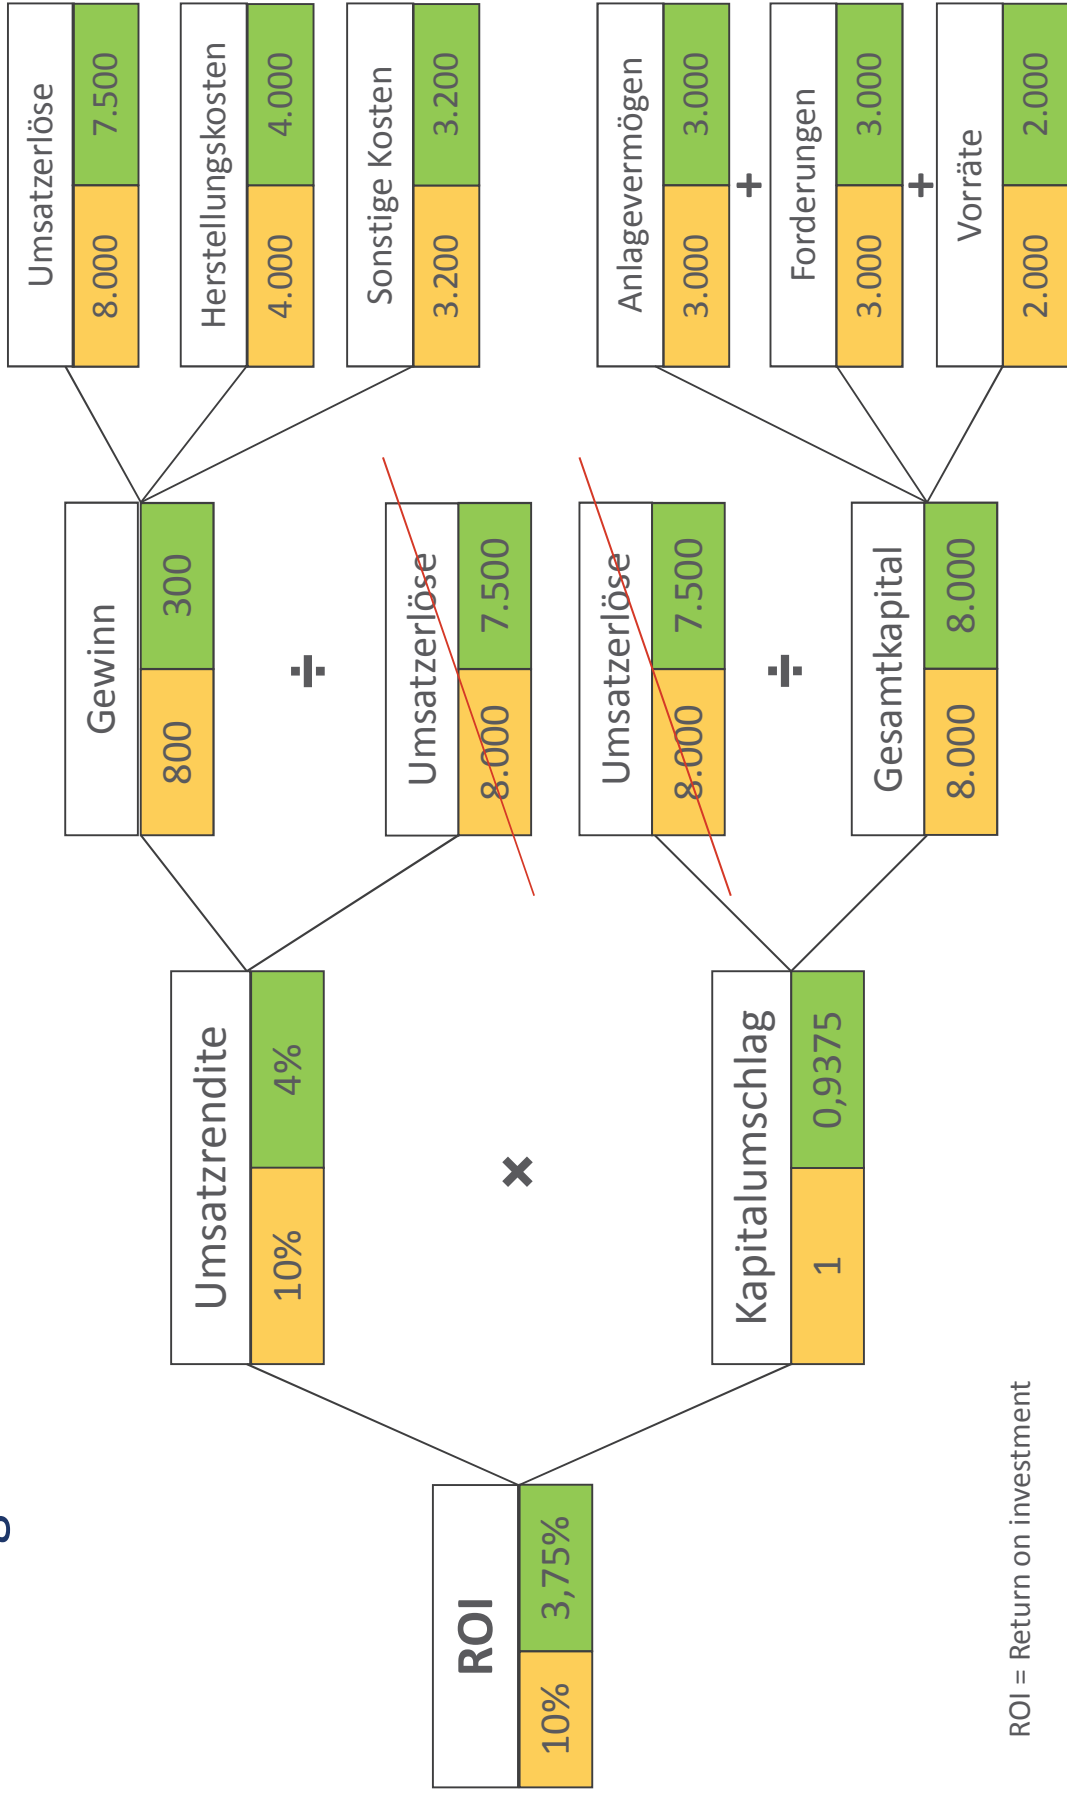 ROI
10% 3,75%
Umsatzrendite
10% 4%
×
Kapitalumschlag
1 0,9375
Gewinn
800 300
÷
Umsatzerlöse
8.000 7.500
Umsatzerlöse
8.000 7.500
÷
Gesamtkapital
8.000 8.000
Umsatzerlöse
8.000 7.500
Herstellungskosten
4.000 4.000
Sonstige Kosten
3.200 3.200
Anlagevermögen
3.000 3.000
+
Forderungen
3.000 3.000
+
Vorräte
2.000 2.000
ROI = Return on investment